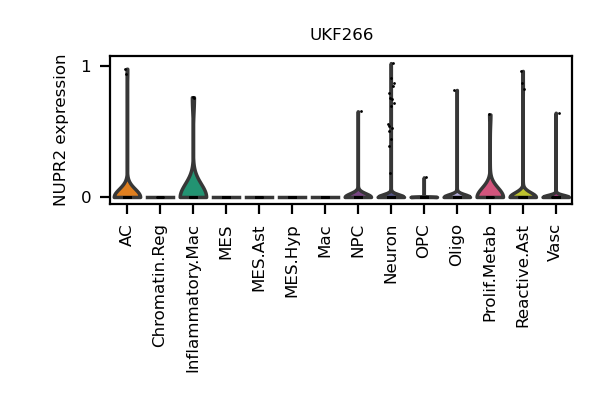 UKF266
NUPR2 expression
1
0
AC
Chromatin.Reg
Inflammatory.Mac
MES
MES.Ast
MES.Hyp
Mac
NPC
Neuron
OPC
Oligo
Prolif.Metab
Reactive.Ast
Vasc